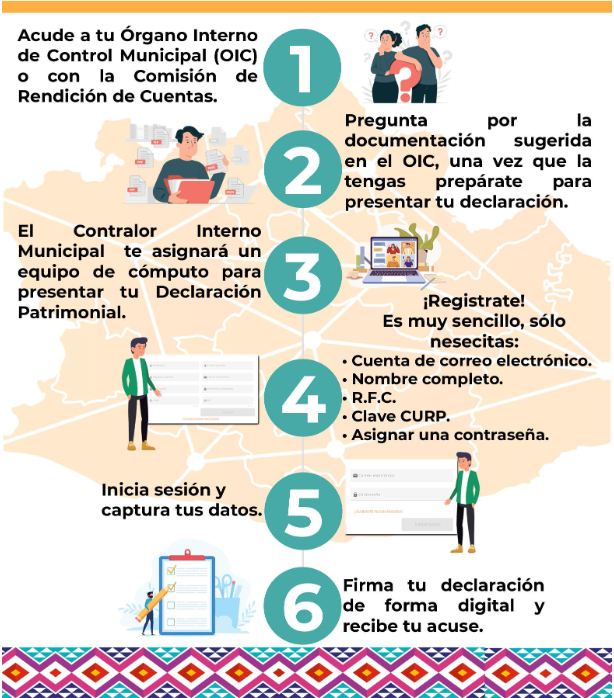 Acude a tu Órgano Interno
de Control Municipal (OIC)
o con la Comisión de
Rendición de Cuentas.
1
Pregunta por la
documentación sugerida
en el OIC, una vez que la
tengas prepárate para
presentar tu declaración.
2
El Contralor Interno
Municipal te asignará un
equipo de cómputo para
presentar tu Declaración
Patrimonial.
3
¡Registrate!
Es muy sencillo, sólo
nesecitas:
• Cuenta de correo electrónico.
• Nombre completo.
• R.F.C.
• Clave CURP.
• Asignar una contraseña.
4
Inicia sesión y
captura tus datos.
5
6
Firma tu declaración
de forma digital y
recibe tu acuse.